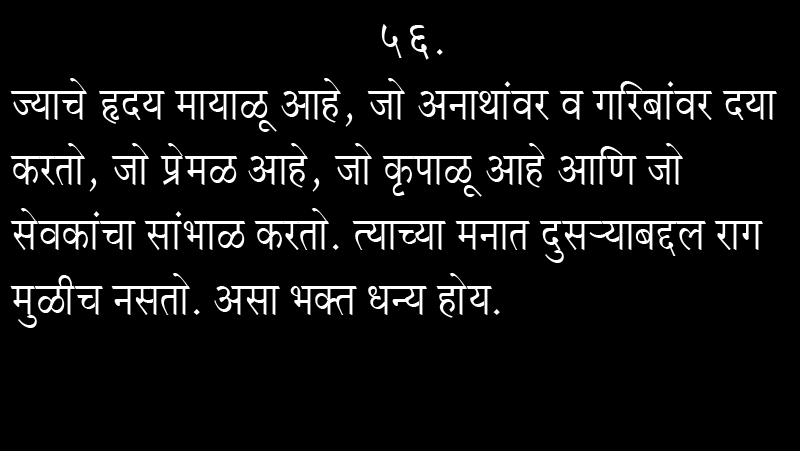 ५६.
ज्याचे हृदय मायाळू आहे, जो अनाथांवर व गरिबांवर दया
करतो, जो प्रेमळ आहे, जो कृपाळू आहे आणि जो
सेवकांचा सांभाळ करतो. त्याच्या मनात दुसऱ्याबद्दल राग
मुळीच नसतो. असा भक्त धन्य होय.